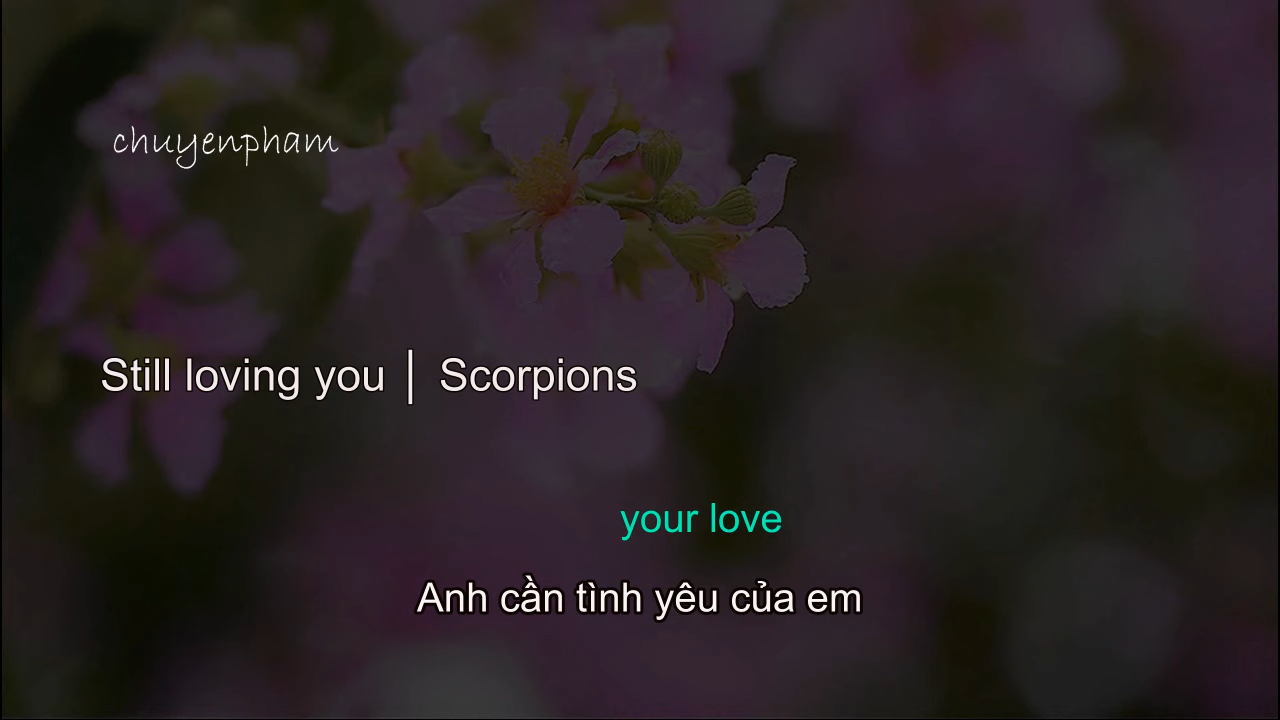 chuyenpham
Still loving you | Scorpions
your love
Anh cần tình yêu của em